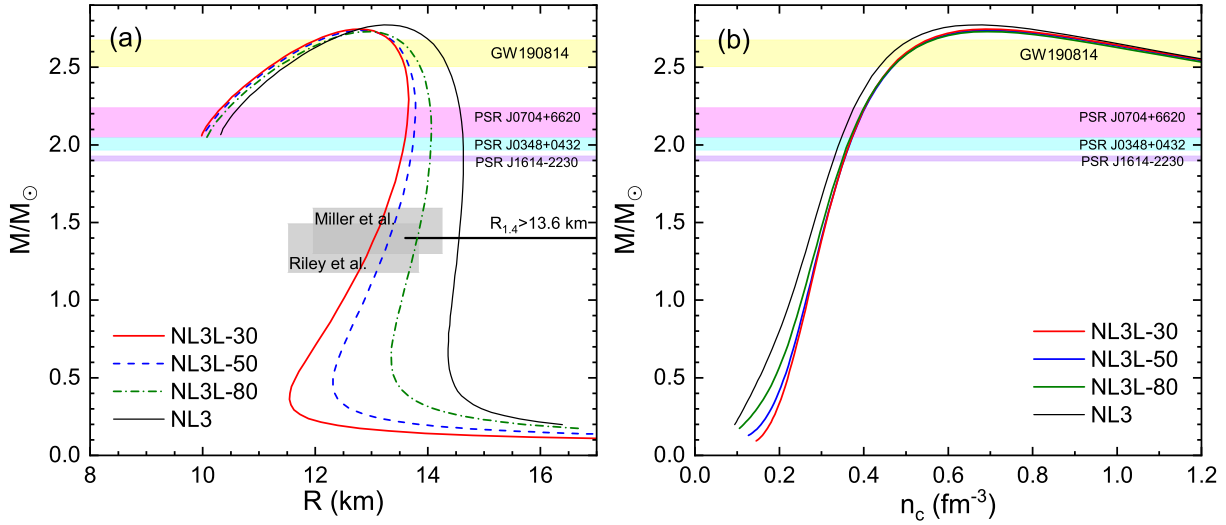 (a)
GW190814
PSR J0704+6620
PSR J0348+0432
PSR J1614-2230
Miller et al.
R1.4>13.6 km
Riley et al.
NL3L-30
NL3L-50
NL3L-80
NL3
M/M☉
0.0
0.5
1.0
1.5
2.0
2.5
8
10
12
14
16
R (km)
(b)
GW190814
PSR J0704+6620
PSR J0348+0432
PSR J1614-2230
NL3L-30
NL3L-50
NL3L-80
NL3
M/M☉
0.0
0.5
1.0
1.5
2.0
2.5
0.0
0.2
0.4
0.6
0.8
1.0
1.2
nc (fm-3)